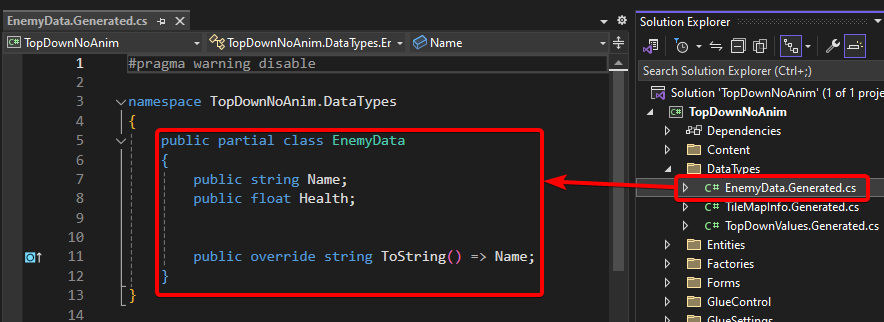 EnemyData.Generated.cs
C# TopDownNoAnim
TopDownNoAnim.DataTypes.Er
Name
1 #pragma warning disable
2
3 namespace TopDownNoAnim.DataTypes
4 {
5 public partial class EnemyData
6 {
7 public string Name;
8 public float Health;
9
10
11 public override string ToString() => Name;
12 }
13 }
Solution Explorer
Search Solution Explorer (Ctrl+;)
Solution 'TopDownNoAnim' (1 of 1 proje
C# TopDownNoAnim
Dependencies
Content
DataTypes
C# EnemyData.Generated.cs
C# TileMapInfo.Generated.cs
C# TopDownValues.Generated.cs
Entities
Factories
Forms
GlueControl
GlueSettings